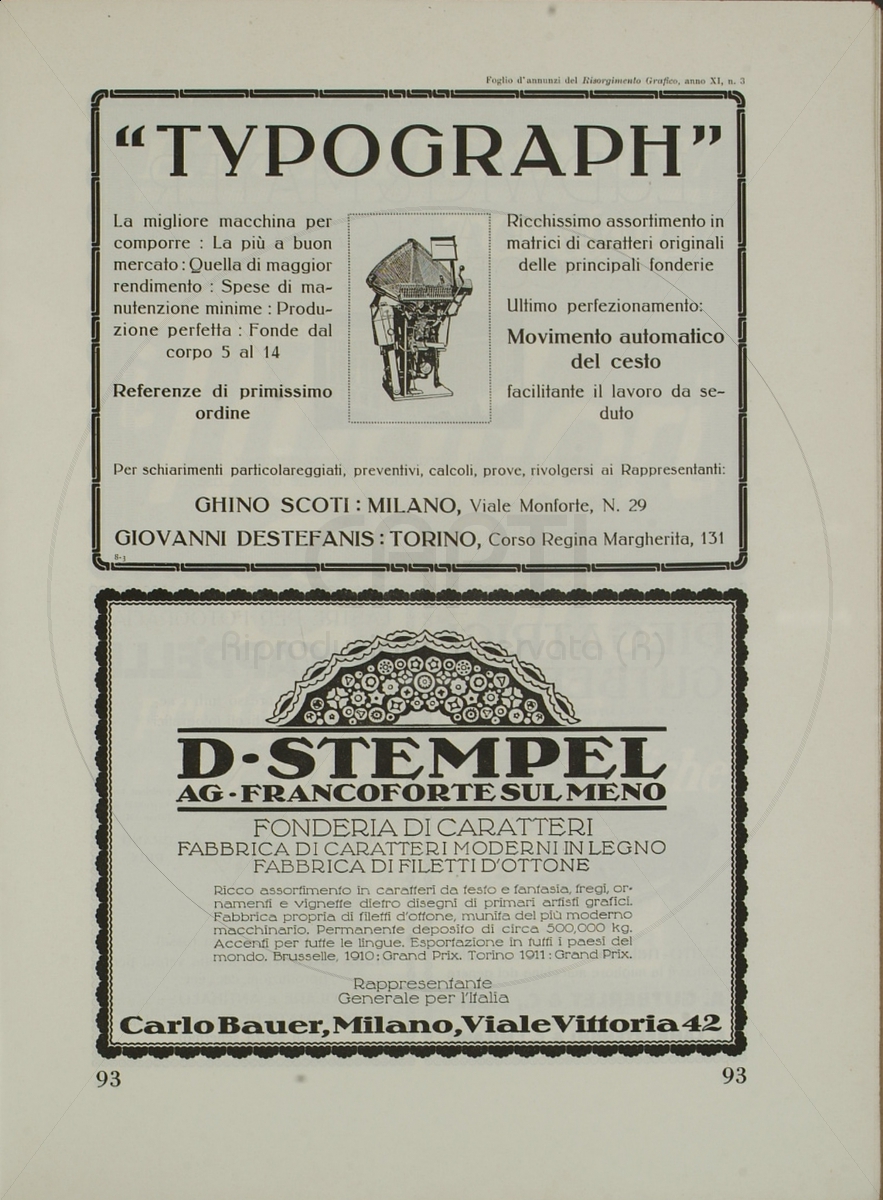 Foglio d'annunzi del Risorgimento Grafico, anno XI, n. 3
“TYPOGRAPH”
La migliore macchina per
comporre : La più a buon
mercato : Quella di maggior
rendimento : Spese di ma-
nutenzione minime : Produ-
zione perfetta : Fonde dal
corpo 5 al 14
Referenze di primissimo
ordine
Ricchissimo assortimento in
matrici di caratteri originali
delle principali fonderie
Ultimo perfezionamento:
Movimento automatico
del cesto
facilitante il lavoro da se-
duto
Per schiarimenti particolareggiati, preventivi, calcoli, prove, rivolgersi ai Rappresentanti:
GHINO SCOTI : MILANO, Viale Monforte, N. 29
GIOVANNI DESTEFANIS : TORINO, Corso Regina Margherita, 131
8-3
D·STEMPEL
AG·FRANCOFORTE SUL MENO
FONDERIA DI CARATTERI
FABBRICA DI CARATTERI MODERNI IN LEGNO
FABBRICA DI FILETTI D'OTTONE
Ricco assortimento in caratteri da testo e fantasia, fregi, or-
namenti e vignette dietro disegni di primari artisti grafici.
Fabbrica propria di filetti d'ottone, munita del più moderno
macchinario. Permanente deposito di circa 500,000 kg.
Accenti per tutte le lingue. Esportazione in tutti i paesi del
mondo. Brusselle, 1910 : Grand Prix. Torino 1911 : Grand Prix.
Rappresentante
Generale per l'Italia
Carlo Bauer, Milano, Viale Vittoria 42
93
93